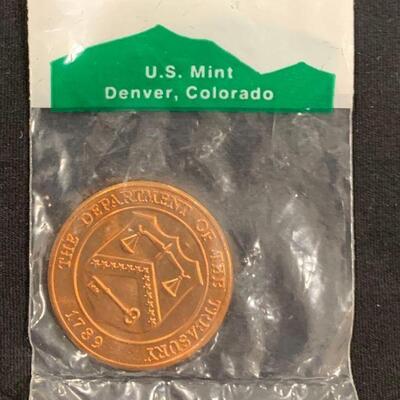 U.S. Mint
Denver, Colorado
THE DEPARTMENT OF THE TREASURY
1789